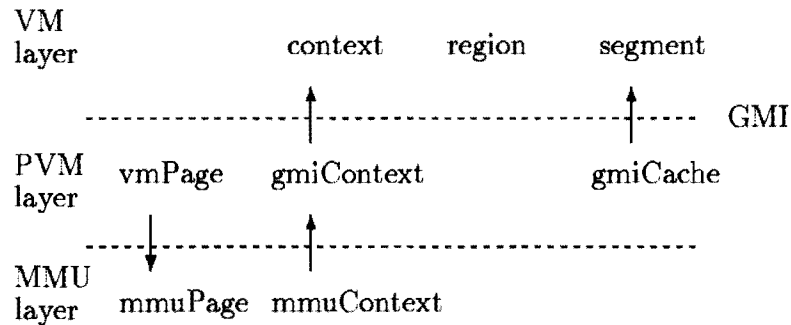 VM
layer
context region segment
GMI
PVM
layer
vmPage gmiContext gmiCache
MMU
layer
mmuPage mmuContext